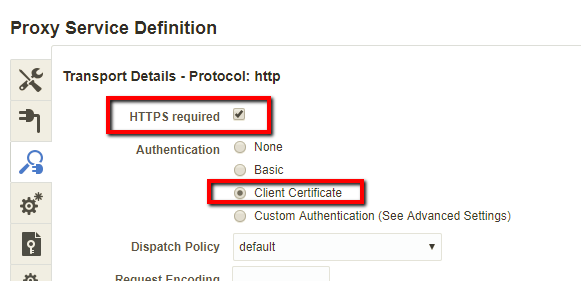 Proxy Service Definition
Transport Details - Protocol: http
HTTPS required
Authentication
None
Basic
Client Certificate
Custom Authentication (See Advanced Settings)
Dispatch Policy
default
Request Encoding